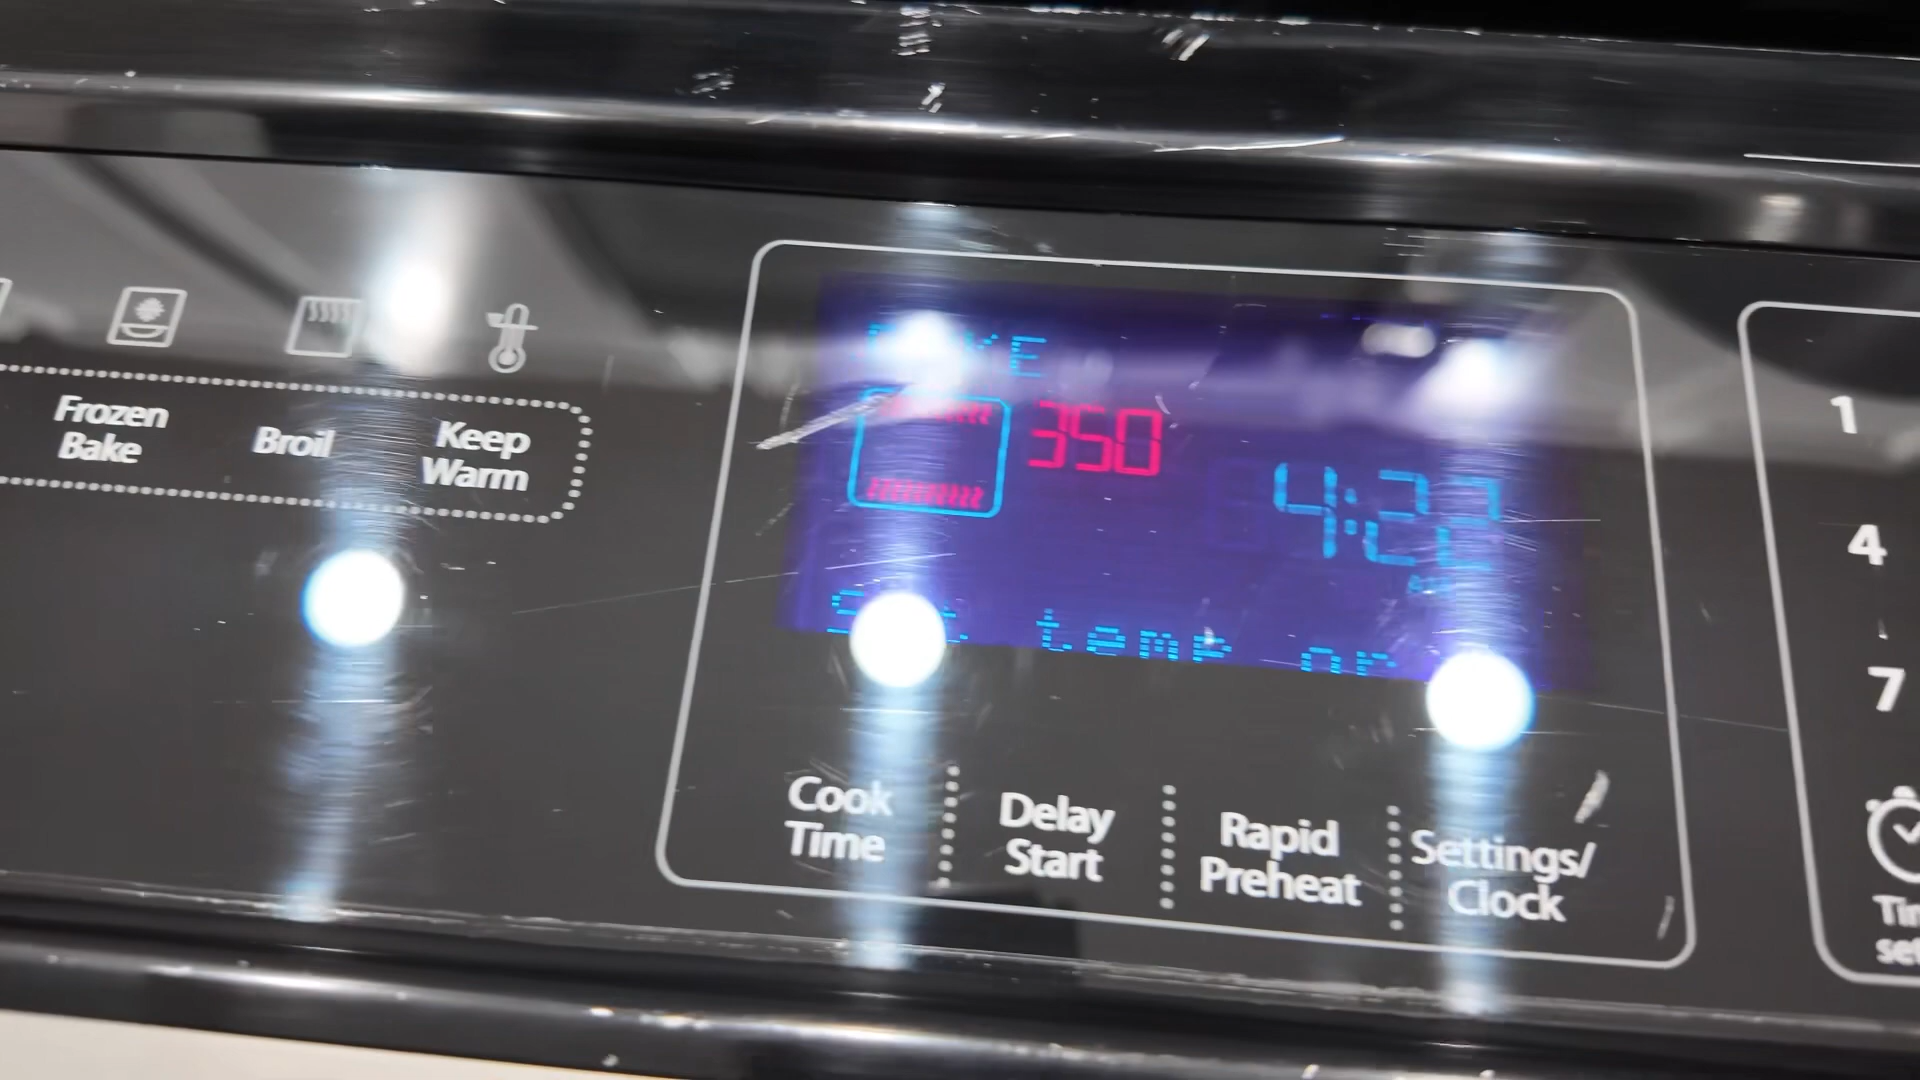 Frozen
Bake
Broil
Keep
Warm
350
4:22
temp or
Cook
Time
Delay
Start
Rapid
Preheat
Settings/
Clock
1
4
7